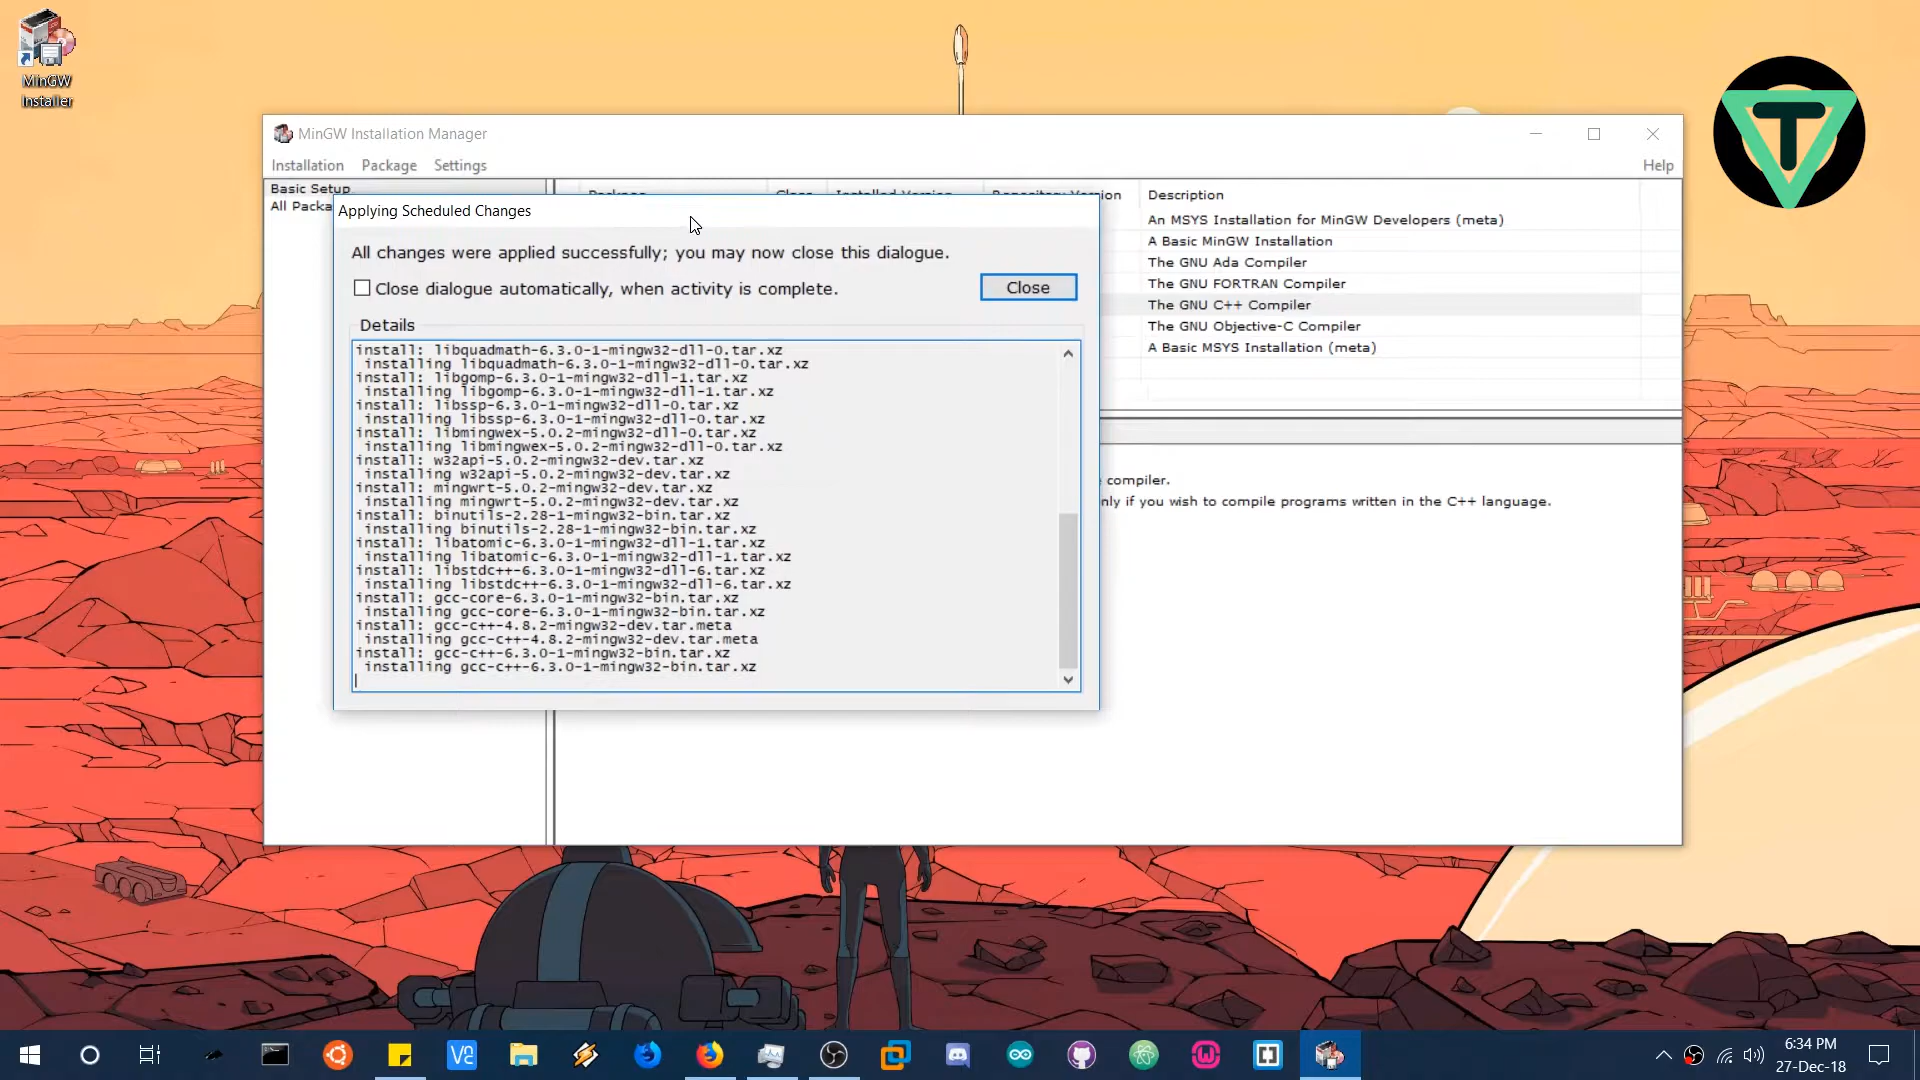 MinGW
Installer
MinGW Installation Manager
Installation Package Settings Help
Basic Setup
All Packa
Package Class Installed Version Repository Version Description
An MSYS Installation for MinGW Developers (meta)
A Basic MinGW Installation
The GNU Ada Compiler
The GNU FORTRAN Compiler
The GNU C++ Compiler
The GNU Objective-C Compiler
A Basic MSYS Installation (meta)
compiler.
nly if you wish to compile programs written in the C++ language.
Applying Scheduled Changes
All changes were applied successfully; you may now close this dialogue.
Close dialogue automatically, when activity is complete.
Close
Details
install: libquadmath-6.3.0-1-mingw32-dll-0.tar.xz
installing libquadmath-6.3.0-1-mingw32-dll-0.tar.xz
install: libgomp-6.3.0-1-mingw32-dll-1.tar.xz
installing libgomp-6.3.0-1-mingw32-dll-1.tar.xz
install: libssp-6.3.0-1-mingw32-dll-0.tar.xz
installing libssp-6.3.0-1-mingw32-dll-0.tar.xz
install: libmingwex-5.0.2-mingw32-dll-0.tar.xz
installing libmingwex-5.0.2-mingw32-dll-0.tar.xz
install: w32api-5.0.2-mingw32-dev.tar.xz
installing w32api-5.0.2-mingw32-dev.tar.xz
install: mingwrt-5.0.2-mingw32-dev.tar.xz
installing mingwrt-5.0.2-mingw32-dev.tar.xz
install: binutils-2.28-1-mingw32-bin.tar.xz
installing binutils-2.28-1-mingw32-bin.tar.xz
install: libatomic-6.3.0-1-mingw32-dll-1.tar.xz
installing libatomic-6.3.0-1-mingw32-dll-1.tar.xz
install: libstdc++-6.3.0-1-mingw32-dll-6.tar.xz
installing libstdc++-6.3.0-1-mingw32-dll-6.tar.xz
install: gcc-core-6.3.0-1-mingw32-bin.tar.xz
installing gcc-core-6.3.0-1-mingw32-bin.tar.xz
install: gcc-c++-4.8.2-mingw32-dev.tar.meta
installing gcc-c++-4.8.2-mingw32-dev.tar.meta
install: gcc-c++-6.3.0-1-mingw32-bin.tar.xz
installing gcc-c++-6.3.0-1-mingw32-bin.tar.xz
T
6:34 PM
27-Dec-18